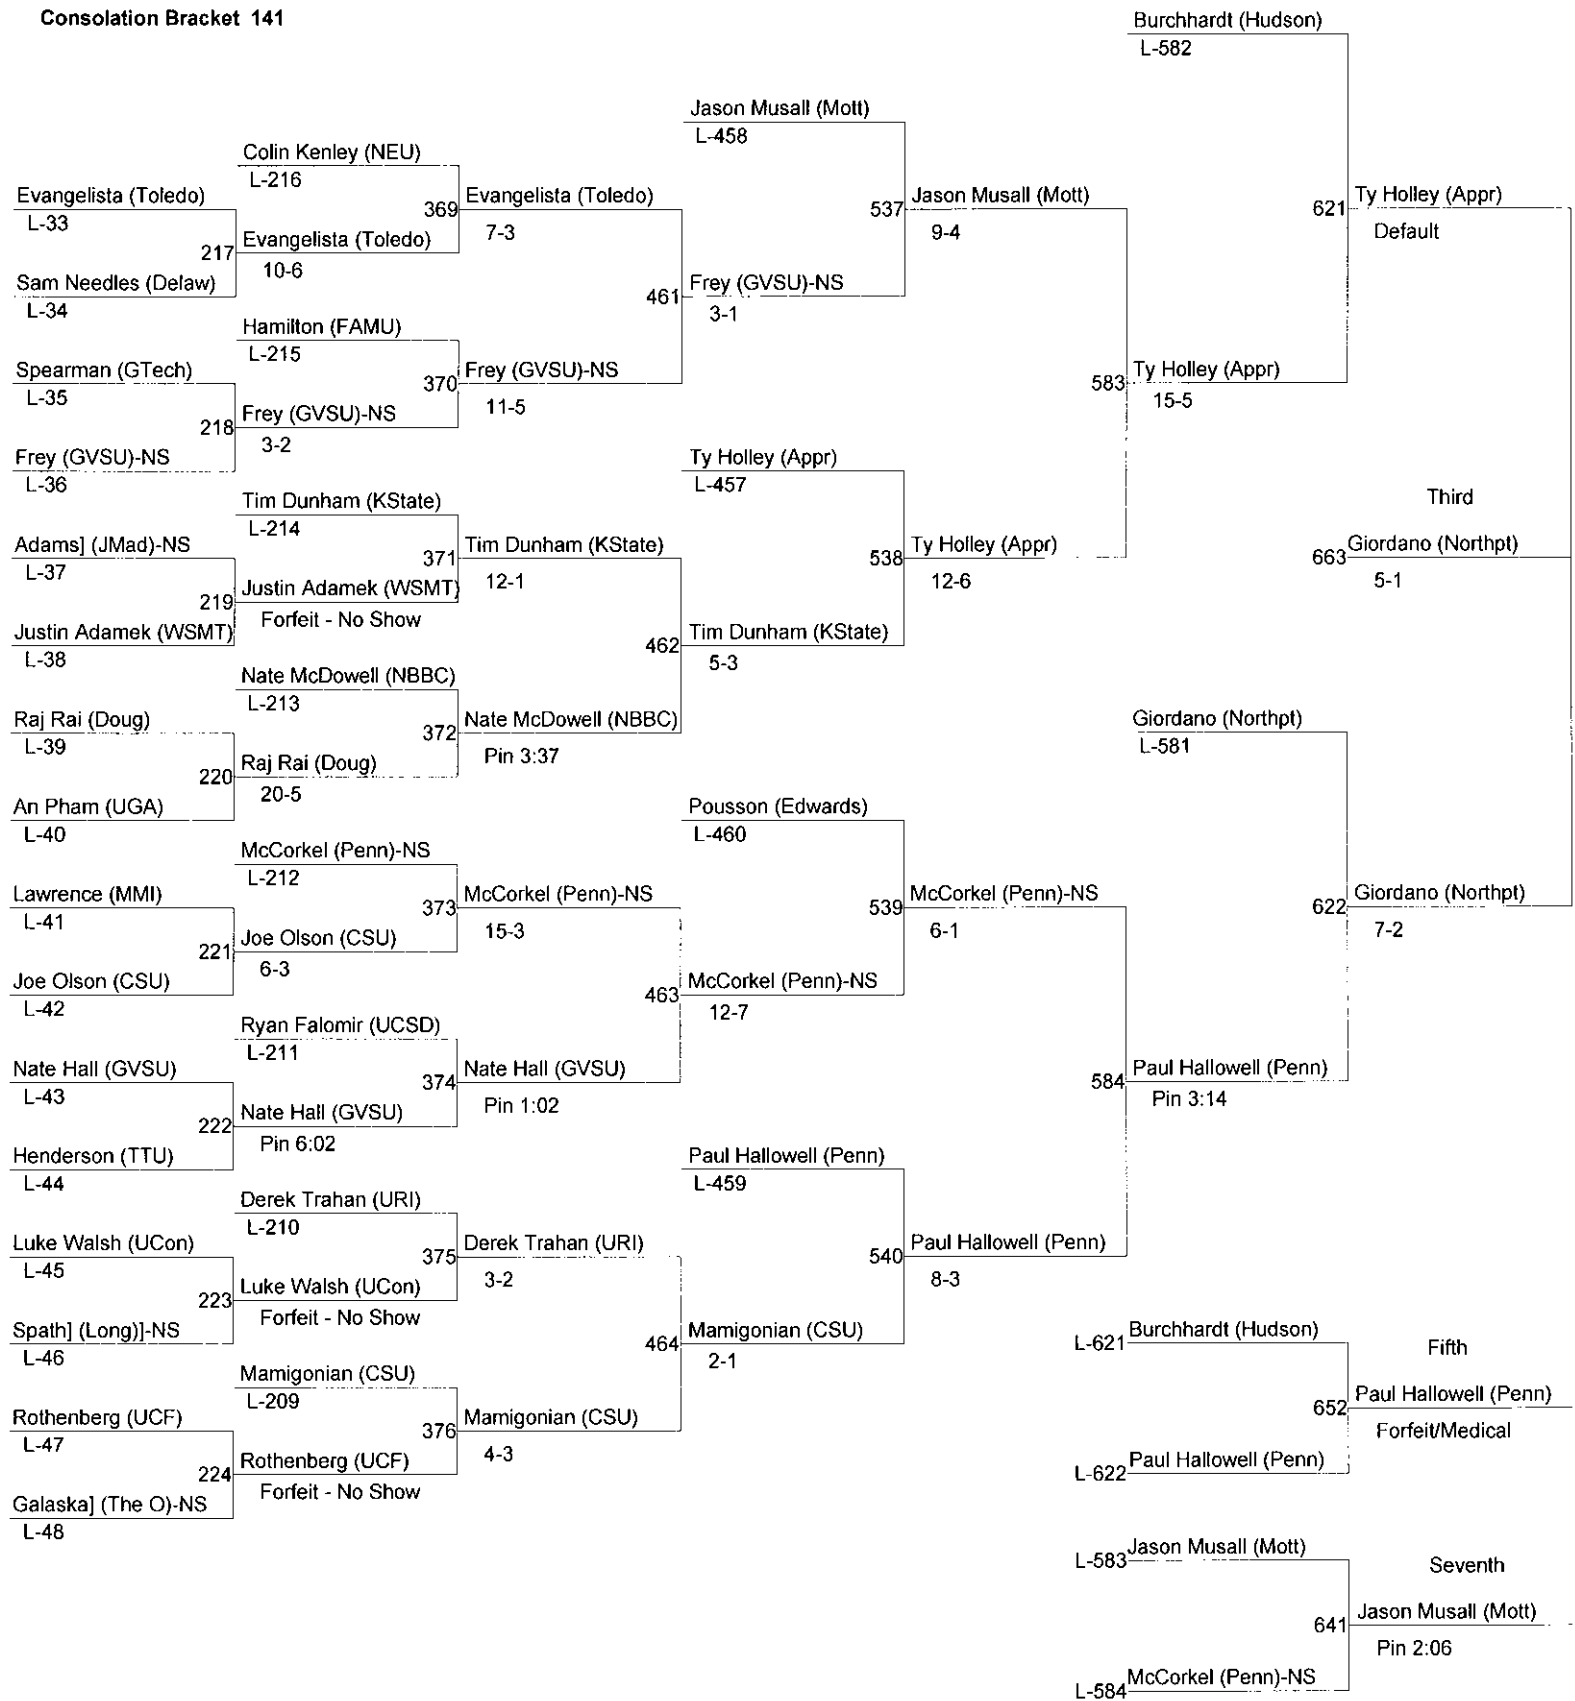 Consolation Bracket 141
Evangelista (Toledo)
L-33
Sam Needles (Delaw)
L-34
Spearman (GTech)
L-35
Frey (GVSU)-NS
L-36
Adams] (JMad)-NS
L-37
Justin Adamek (WSMT)
L-38
Raj Rai (Doug)
L-39
An Pham (UGA)
L-40
Lawrence (MMI)
L-41
Joe Olson (CSU)
L-42
Nate Hall (GVSU)
L-43
Henderson (TTU)
L-44
Luke Walsh (UCon)
L-45
Spath] (Long)]-NS
L-46
Rothenberg (UCF)
L-47
Galaska] (The O)-NS
L-48
Colin Kenley (NEU)
L-216
217 Evangelista (Toledo)
10-6
Hamilton (FAMU)
L-215
218 Frey (GVSU)-NS
3-2
Tim Dunham (KState)
L-214
219 Justin Adamek (WSMT)
Forfeit - No Show
Nate McDowell (NBBC)
L-213
220 Raj Rai (Doug)
20-5
McCorkel (Penn)-NS
L-212
221 Joe Olson (CSU)
6-3
Ryan Falomir (UCSD)
L-211
222 Nate Hall (GVSU)
Pin 6:02
Derek Trahan (URI)
L-210
223 Luke Walsh (UCon)
Forfeit - No Show
Mamigonian (CSU)
L-209
224 Rothenberg (UCF)
Forfeit - No Show
369 Evangelista (Toledo)
7-3
370 Frey (GVSU)-NS
11-5
371 Tim Dunham (KState)
12-1
372 Nate McDowell (NBBC)
Pin 3:37
373 McCorkel (Penn)-NS
15-3
374 Nate Hall (GVSU)
Pin 1:02
375 Derek Trahan (URI)
3-2
376 Mamigonian (CSU)
4-3
Jason Musall (Mott)
L-458
461 Frey (GVSU)-NS
3-1
Ty Holley (Appr)
L-457
462 Tim Dunham (KState)
5-3
Pousson (Edwards)
L-460
463 McCorkel (Penn)-NS
12-7
Paul Hallowell (Penn)
L-459
464 Mamigonian (CSU)
2-1
537 Jason Musall (Mott)
9-4
538 Ty Holley (Appr)
12-6
539 McCorkel (Penn)-NS
6-1
540 Paul Hallowell (Penn)
8-3
Burchhardt (Hudson)
L-582
583 Ty Holley (Appr)
15-5
Giordano (Northpt)
L-581
584 Paul Hallowell (Penn)
Pin 3:14
621 Ty Holley (Appr)
Default
Third
663 Giordano (Northpt)
5-1
622 Giordano (Northpt)
7-2
L-621 Burchhardt (Hudson)
Fifth
652 Paul Hallowell (Penn)
Forfeit/Medical
L-622 Paul Hallowell (Penn)
L-583 Jason Musall (Mott)
Seventh
641 Jason Musall (Mott)
Pin 2:06
L-584 McCorkel (Penn)-NS